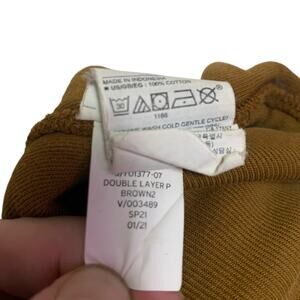 MADE IN INDONESIA
US/GB/EG : 100% COTTON
30
1186
WASH COLD GENTLE CYCLE
701377-07
DOUBLE LAYER P
BROWN2
V/003489
SP21
01/21